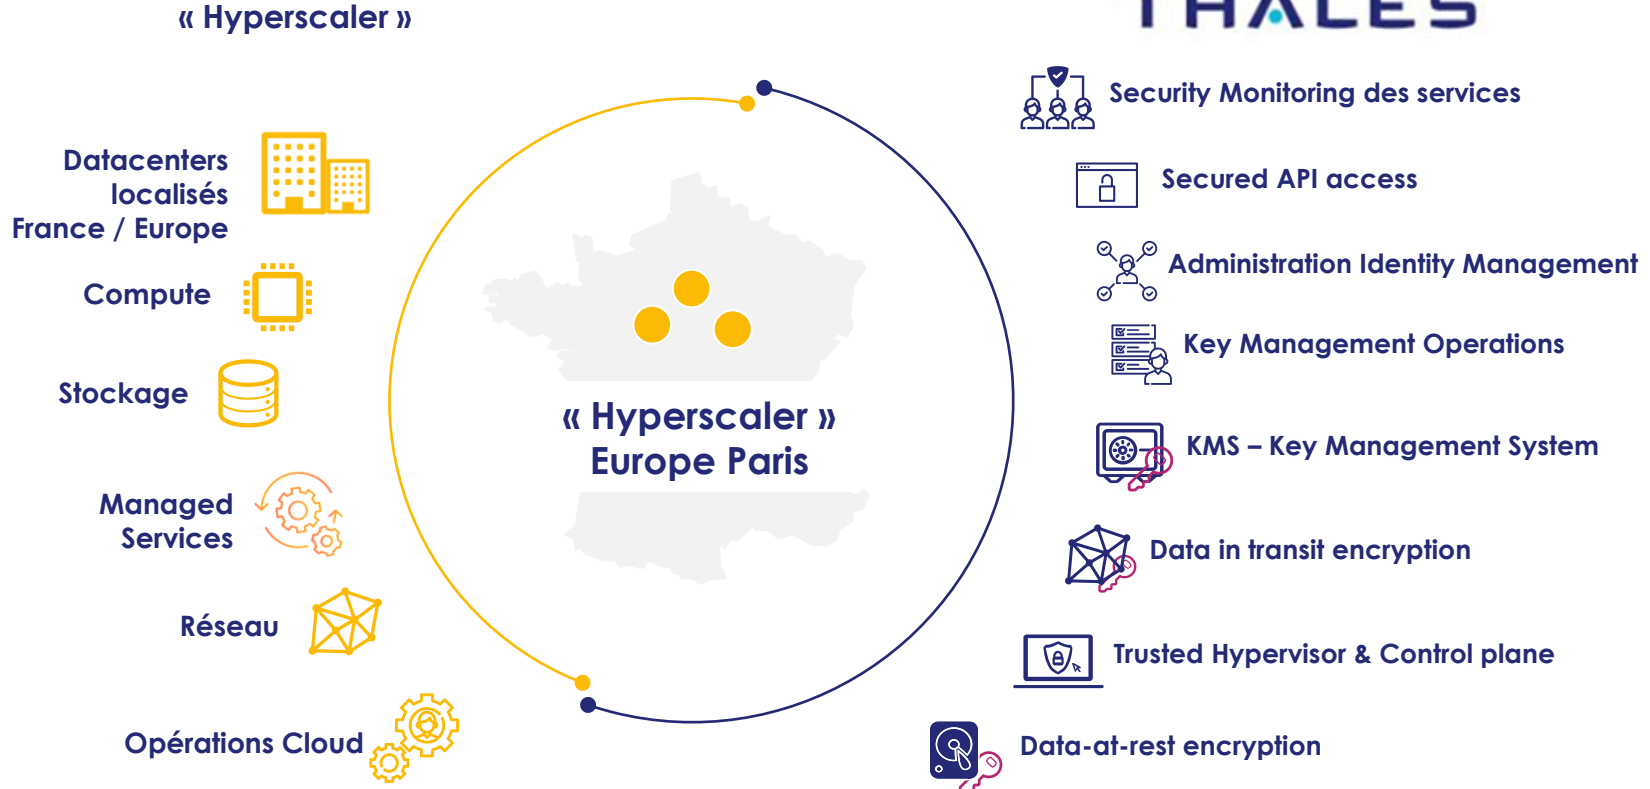 « Hyperscaler »
THALES
Datacenters
localisés
France / Europe
Compute
Stockage
Managed
Services
Réseau
Opérations Cloud
« Hyperscaler »
Europe Paris
Security Monitoring des services
Secured API access
Administration Identity Management
Key Management Operations
KMS – Key Management System
Data in transit encryption
Trusted Hypervisor & Control plane
Data-at-rest encryption